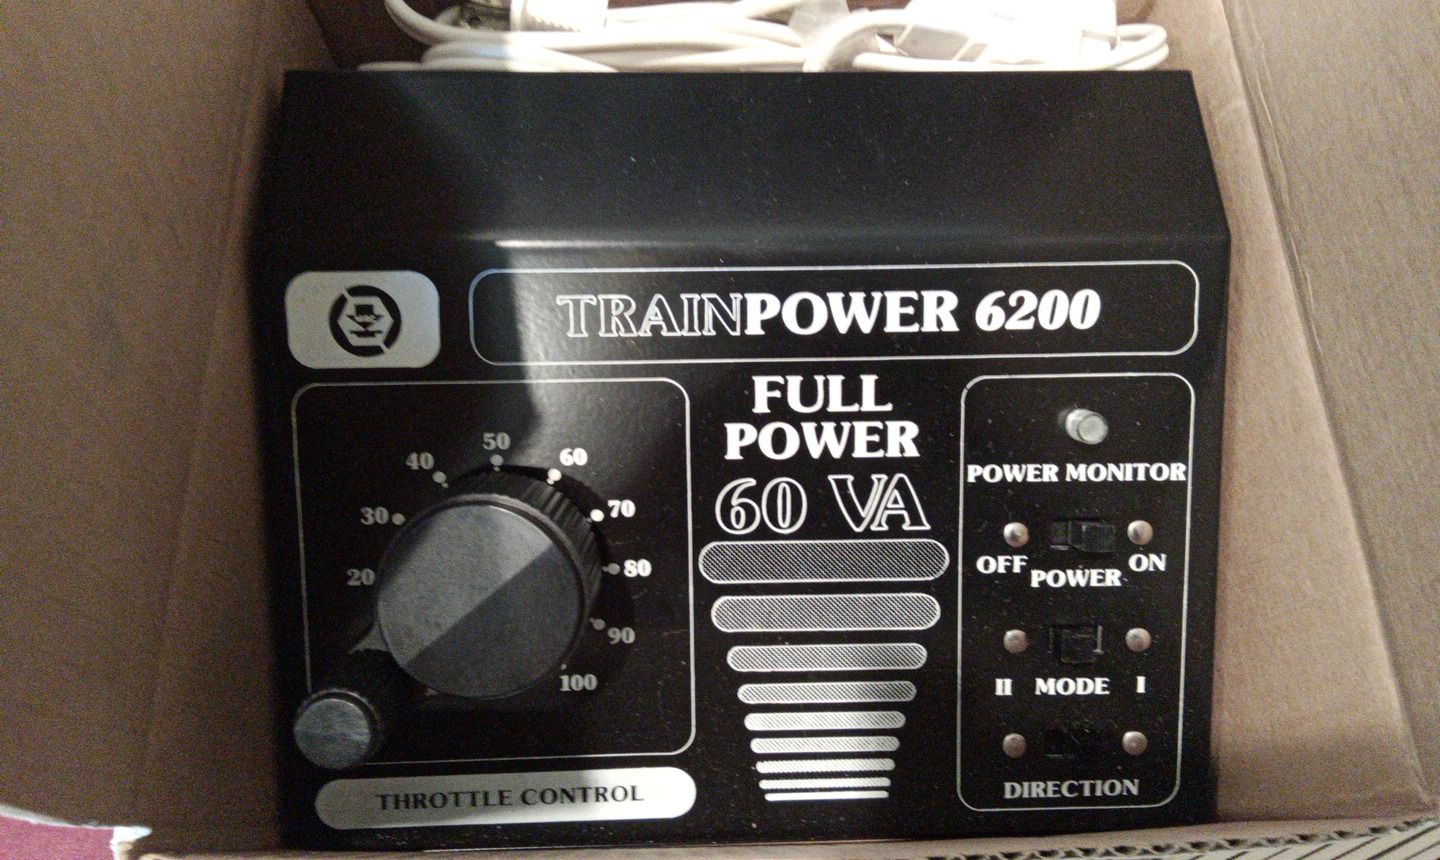 TRAINPOWER 6200
FULL
POWER
60 VA
50
40
60
30
70
20
80
90
100
THROTTLE CONTROL
POWER MONITOR
OFF
ON
POWER
II MODE I
DIRECTION